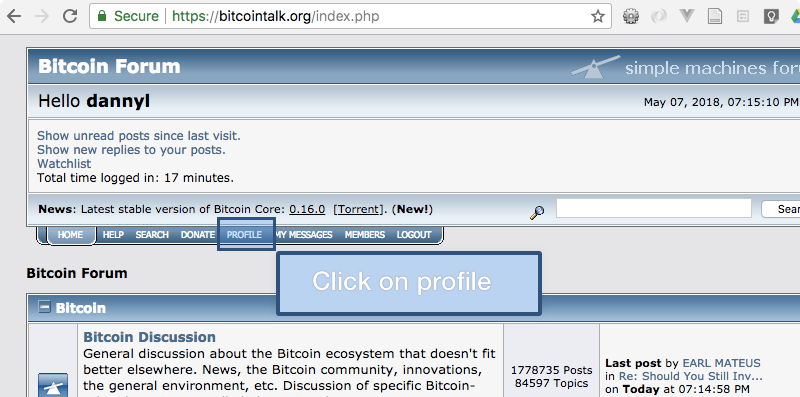 Secure https://bitcointalk.org/index.php
Bitcoin Forum
simple machines foru
Hello dannyl
May 07, 2018, 07:15:10 PM
Show unread posts since last visit.
Show new replies to your posts.
Watchlist
Total time logged in: 17 minutes.
News: Latest stable version of Bitcoin Core: 0.16.0 [Torrent]. (New!)
Sear
HOME HELP SEARCH DONATE PROFILE MY MESSAGES MEMBERS LOGOUT
Click on profile
Bitcoin Forum
Bitcoin
Bitcoin Discussion
General discussion about the Bitcoin ecosystem that doesn't fit
better elsewhere. News, the Bitcoin community, innovations,
the general environment, etc. Discussion of specific Bitcoin-
1778735 Posts
84597 Topics
Last post by EARL MATEUS
in Re: Should You Still Inv...
on Today at 07:14:58 PM